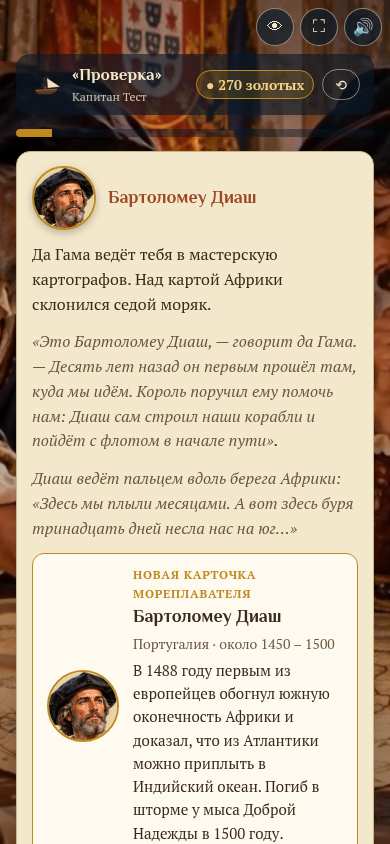 «Проверка»
Капитан Тест
● 270 золотых
Бартоломеу Диаш
Да Гама ведёт тебя в мастерскую
картографов. Над картой Африки
склонился седой моряк.
«Это Бартоломеу Диаш, — говорит да Гама.
— Десять лет назад он первым прошёл там,
куда мы идём. Король поручил ему помочь
нам: Диаш сам строил наши корабли и
пойдёт с флотом в начале пути».
Диаш ведёт пальцем вдоль берега Африки:
«Здесь мы плыли месяцами. А вот здесь буря
тринадцать дней несла нас на юг…»
НОВАЯ КАРТОЧКА
МОРЕПЛАВАТЕЛЯ
Бартоломеу Диаш
Португалия · около 1450 – 1500
В 1488 году первым из
европейцев обогнул южную
оконечность Африки и
доказал, что из Атлантики
можно приплыть в
Индийский океан. Погиб в
шторме у мыса Доброй
Надежды в 1500 году.